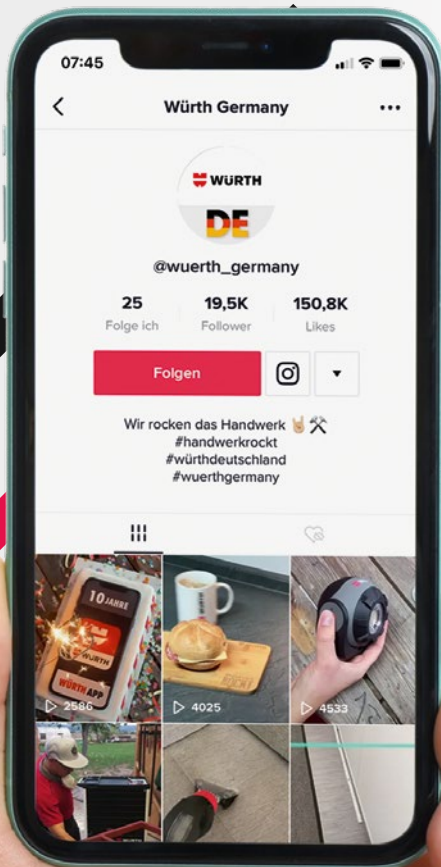 07:45
Würth Germany
WÜRTH
DE
@wuerth_germany
25 19,5K 150,8K
Folge ich Follower Likes
Folgen
Wir rocken das Handwerk 🤘🏼 ⚒
#handwerkrockt
#würthdeutschland
#wuerthgermany
10 JAHRE
WÜRTH
WÜRTH APP
2586 4025 4533